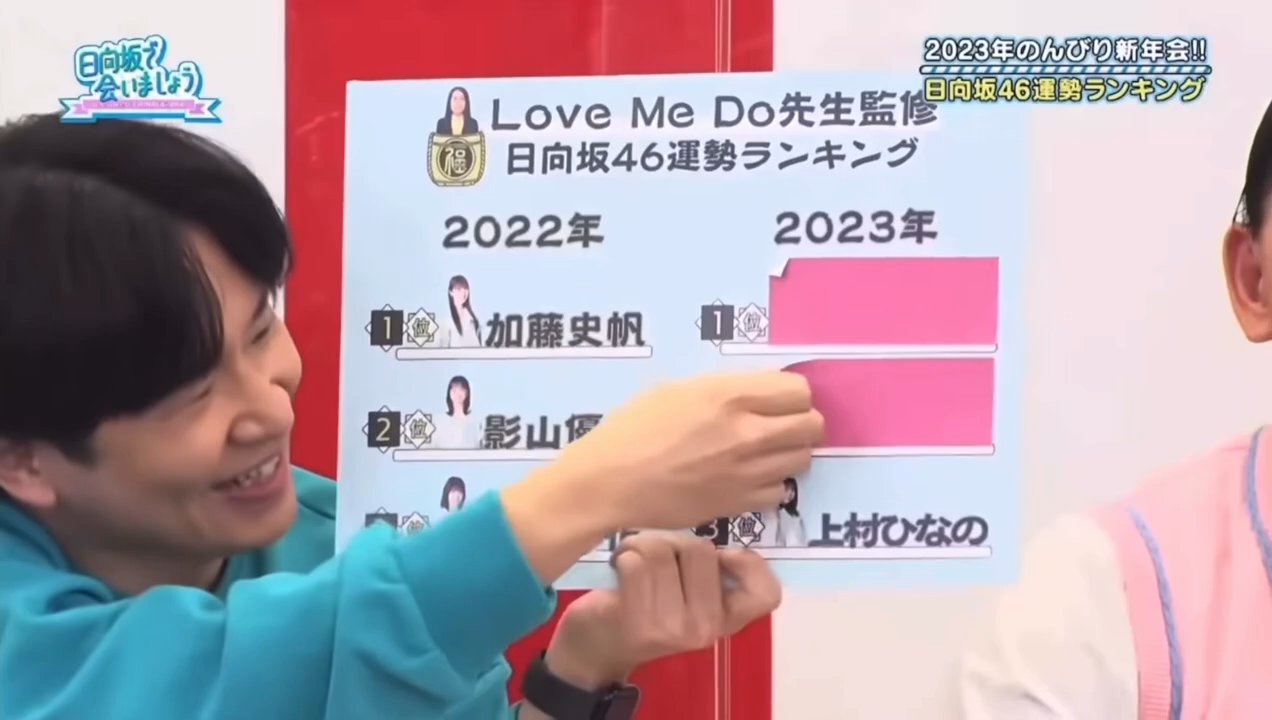 日向坂で
会いましょう
2023年のんびり新年会!!
日向坂46運勢ランキング
Love Me Do先生監修
福
日向坂46運勢ランキング
2022年
2023年
1位 加藤史帆
1位
2位 影山優
3位 上村ひなの